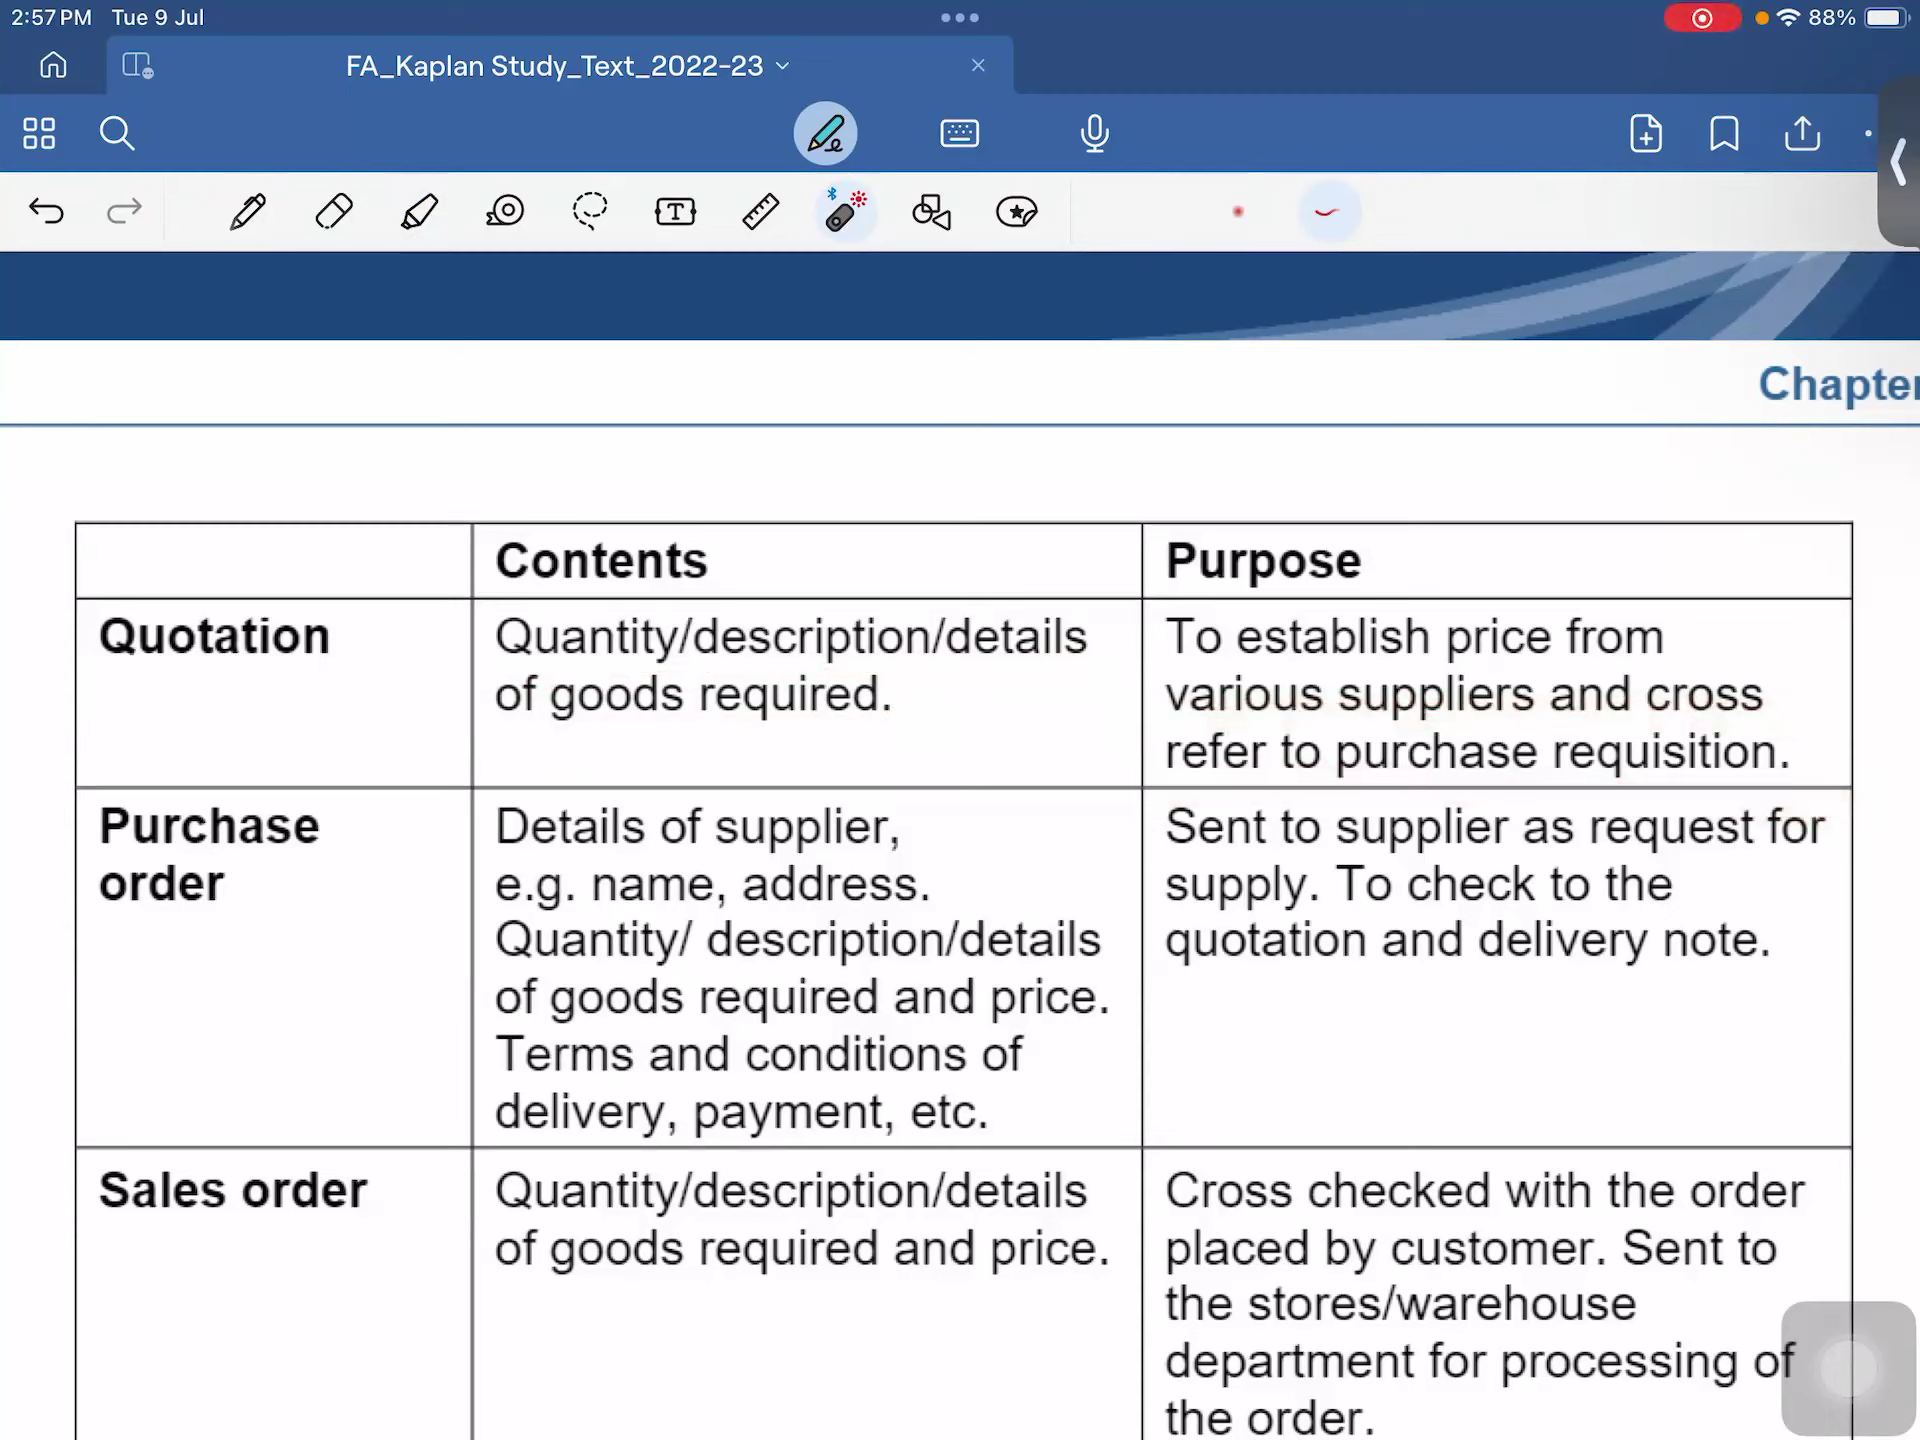 2:57 PM Tue 9 Jul
88%
FA_Kaplan Study_Text_2022-23
Chapter
Contents
Purpose
Quotation
Quantity/description/details
of goods required.
To establish price from
various suppliers and cross
refer to purchase requisition.
Purchase
order
Details of supplier,
e.g. name, address.
Quantity/ description/details
of goods required and price.
Terms and conditions of
delivery, payment, etc.
Sent to supplier as request for
supply. To check to the
quotation and delivery note.
Sales order
Quantity/description/details
of goods required and price.
Cross checked with the order
placed by customer. Sent to
the stores/warehouse
department for processing of
the order.